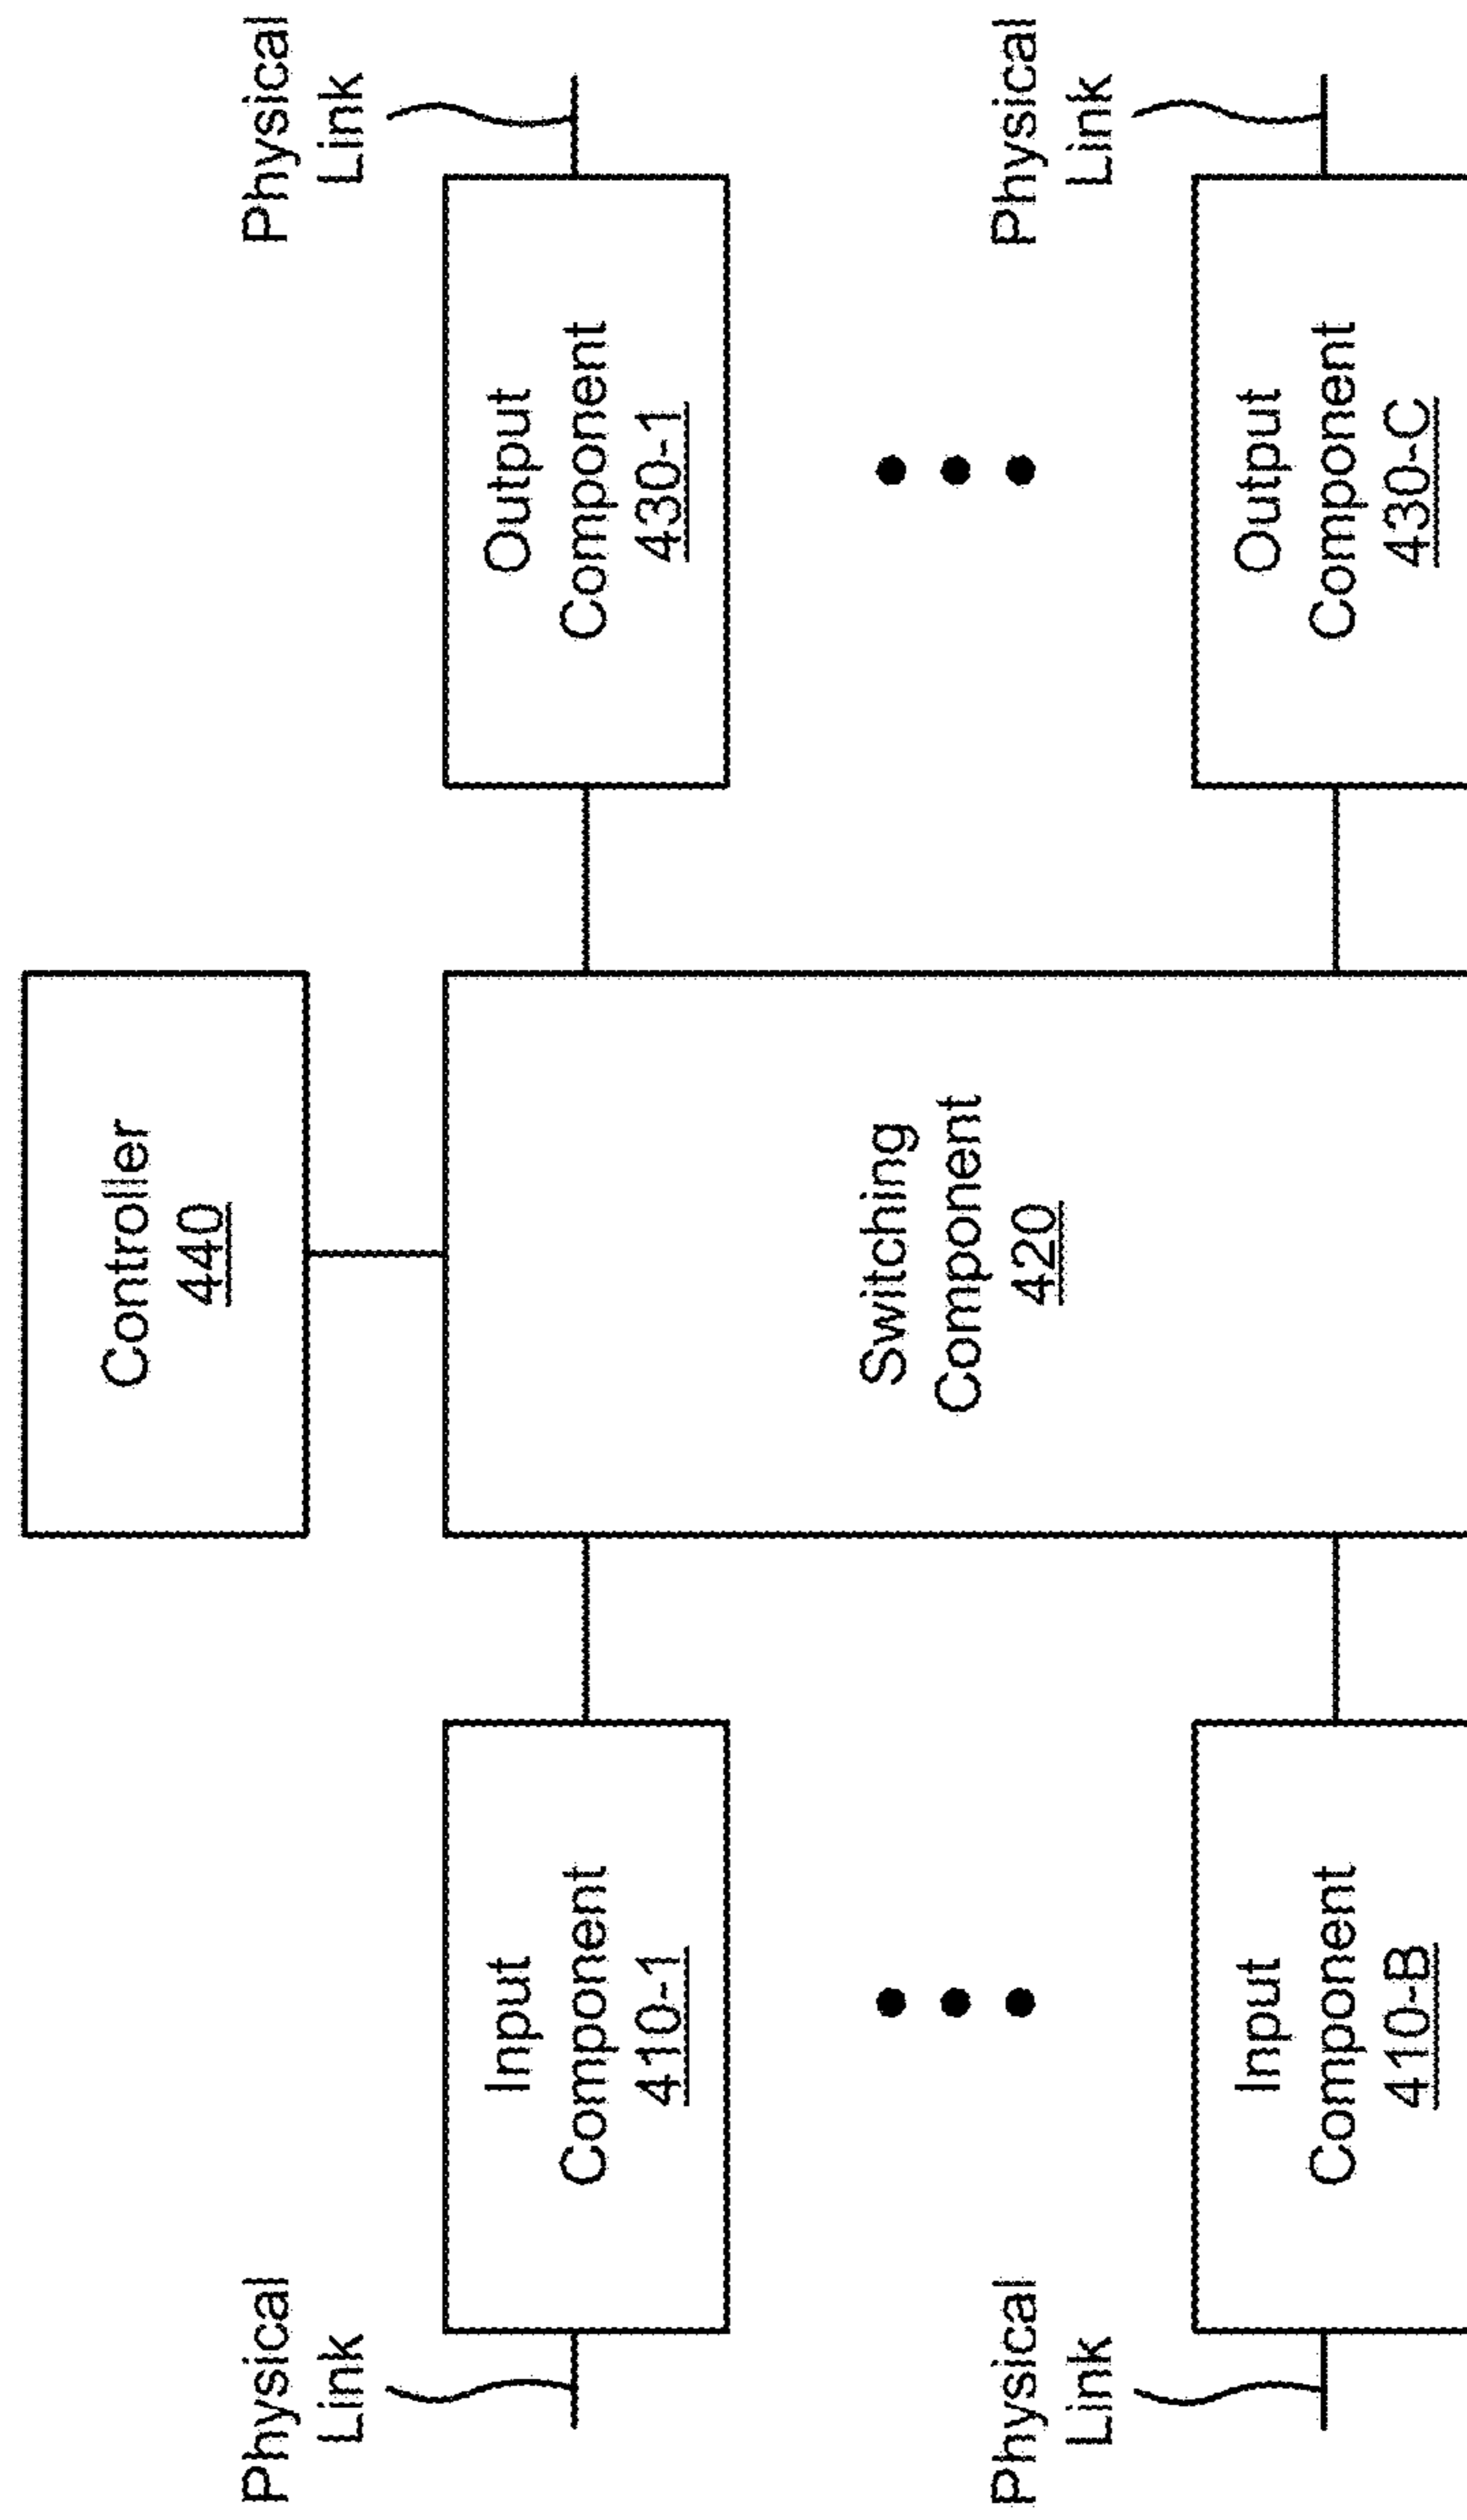 Controller
440
Physical
Link
Input
Component
410-1
Switching
Component
420
Output
Component
430-1
Physical
Link
Physical
Link
Input
Component
410-B
Output
Component
430-C
Physical
Link